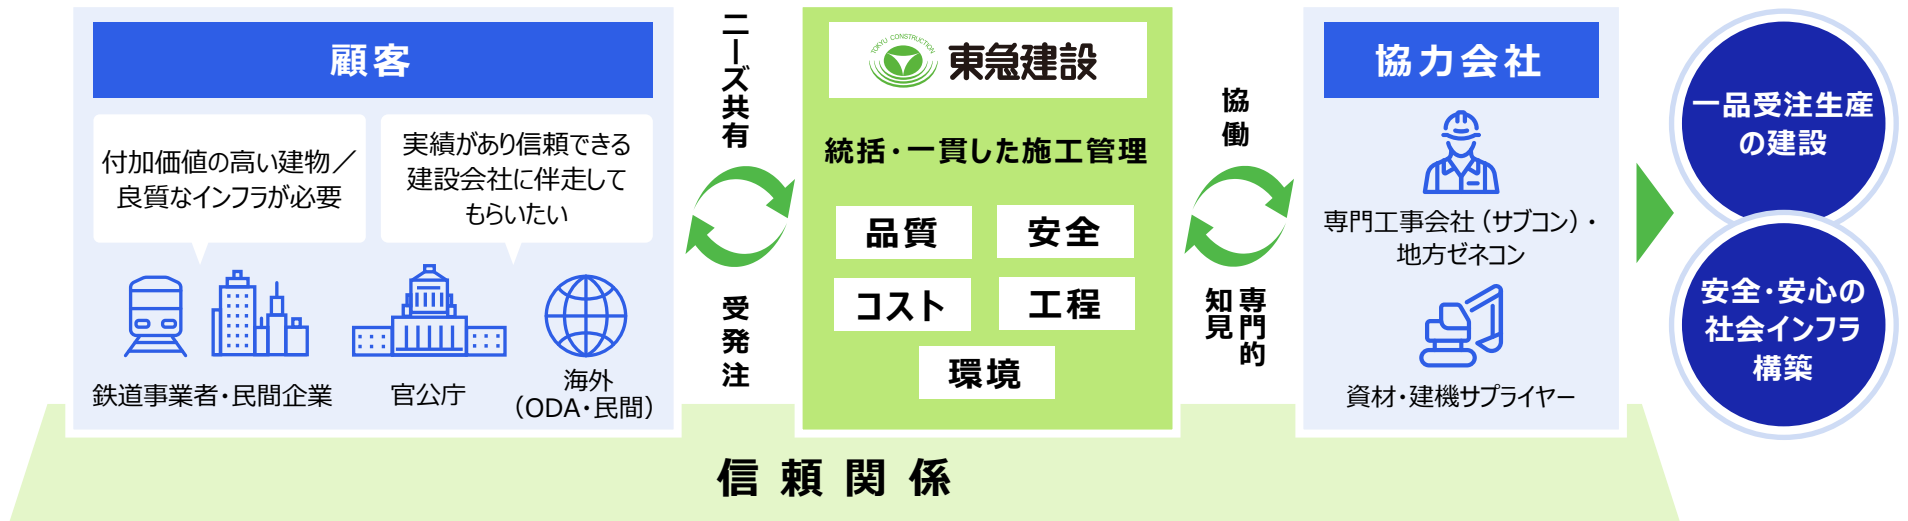 顧客
付加価値の高い建物／
良質なインフラが必要
実績があり信頼できる
建設会社に伴走して
もらいたい
鉄道事業者・民間企業
官公庁
海外
（ODA・民間）
ニーズ共有
受発注
TOKYU CONSTRUCTION
東急建設
統括・一貫した施工管理
品質
安全
コスト
工程
環境
協働
専門的
知見
協力会社
専門工事会社（サブコン）・
地方ゼネコン
資材・建機サプライヤー
一品受注生産
の建設
安全・安心の
社会インフラ
構築
信頼関係